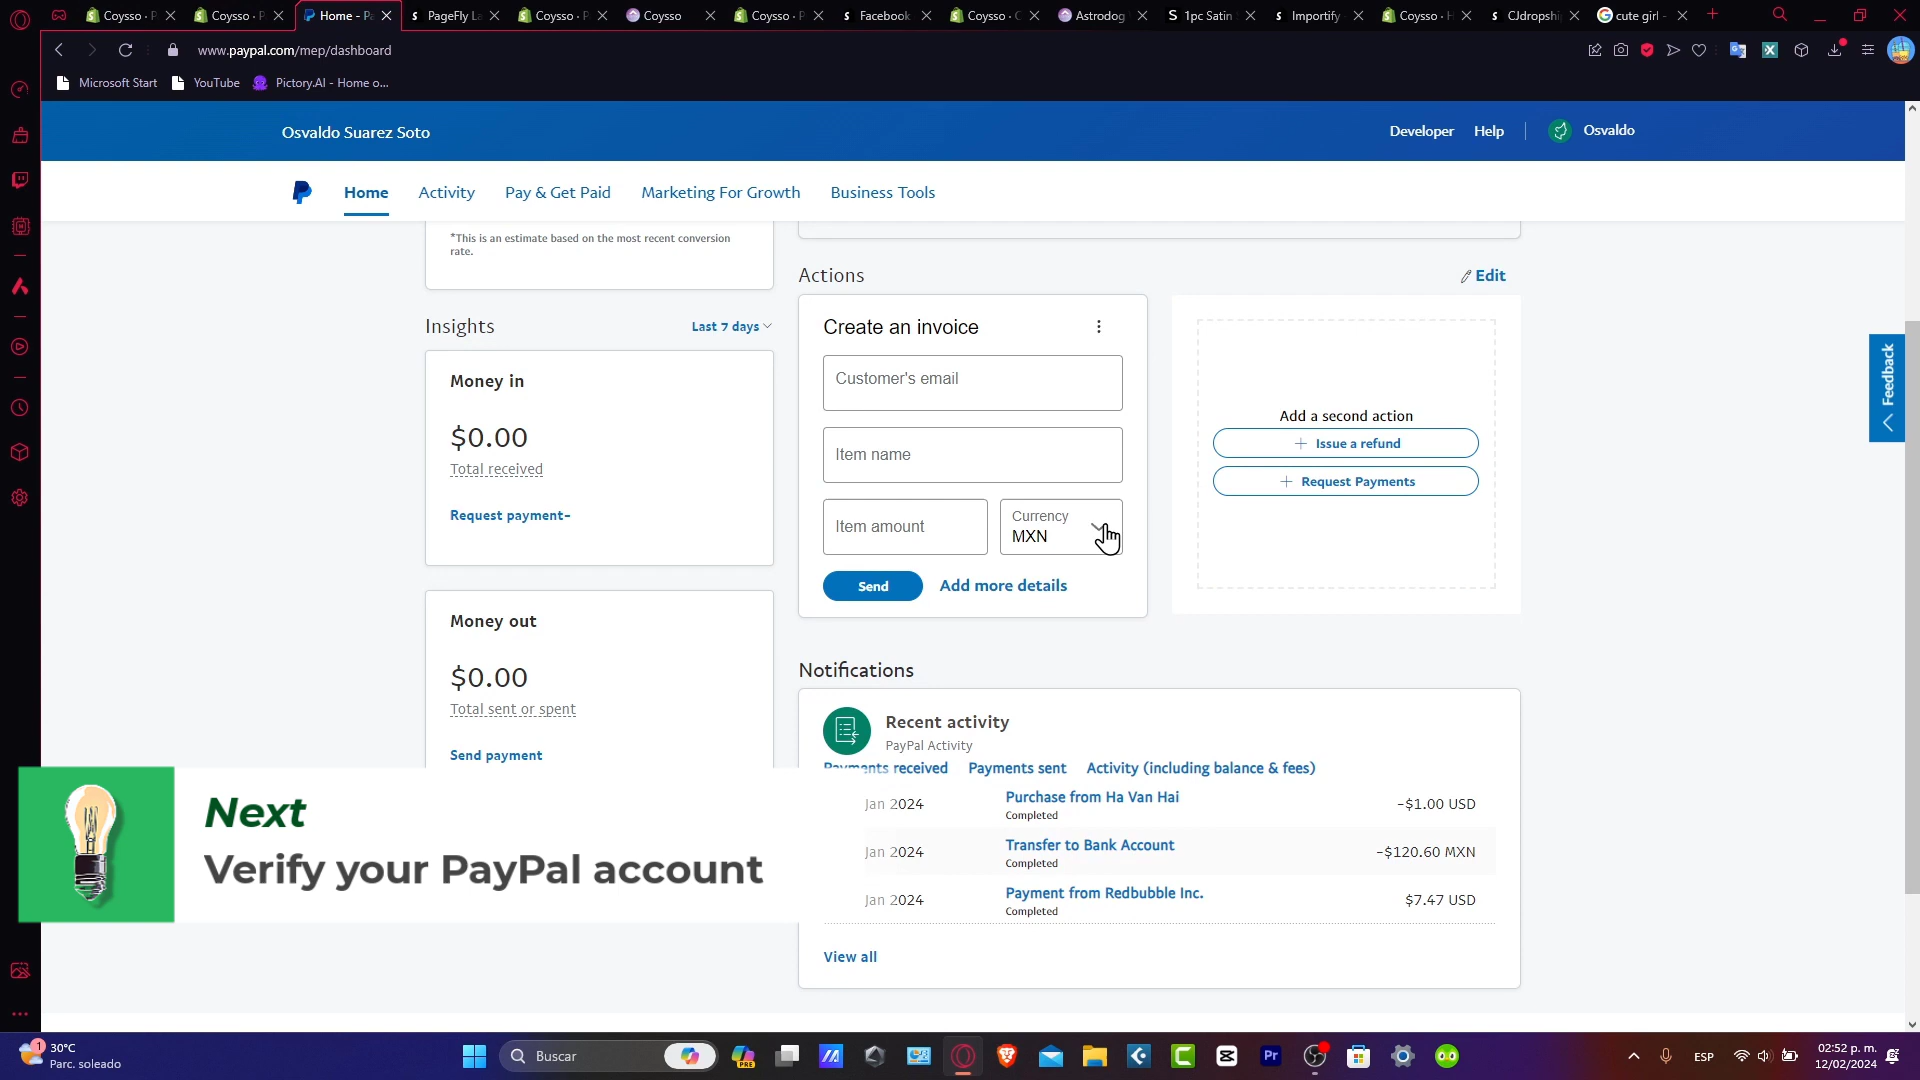 Coysso · P
Coysso · P
Home - Pa
PageFly La
Coysso · P
Coysso
Coysso · P
Facebook
Coysso · C
Astrodog
1pc Satin
Importify
Coysso · H
CJdropshi
cute girl -
www.paypal.com/mep/dashboard
Microsoft Start
YouTube
Pictory.AI - Home o...
Osvaldo Suarez Soto
Developer
Help
Osvaldo
Home
Activity
Pay & Get Paid
Marketing For Growth
Business Tools
*This is an estimate based on the most recent conversion
rate.
Insights
Last 7 days
Money in
$0.00
Total received
Request payment-
Money out
$0.00
Total sent or spent
Send payment
Actions
Edit
Create an invoice
Customer's email
Item name
Item amount
Currency
MXN
Send
Add more details
Add a second action
Issue a refund
Request Payments
Feedback
Notifications
Recent activity
PayPal Activity
Payments received
Payments sent
Activity (including balance & fees)
Jan 2024
Purchase from Ha Van Hai
Completed
-$1.00 USD
Jan 2024
Transfer to Bank Account
Completed
-$120.60 MXN
Jan 2024
Payment from Redbubble Inc.
Completed
$7.47 USD
View all
Next
Verify your PayPal account
1
30°C
Parc. soleado
Buscar
PRE
Pr
ESP
02:52 p. m.
12/02/2024